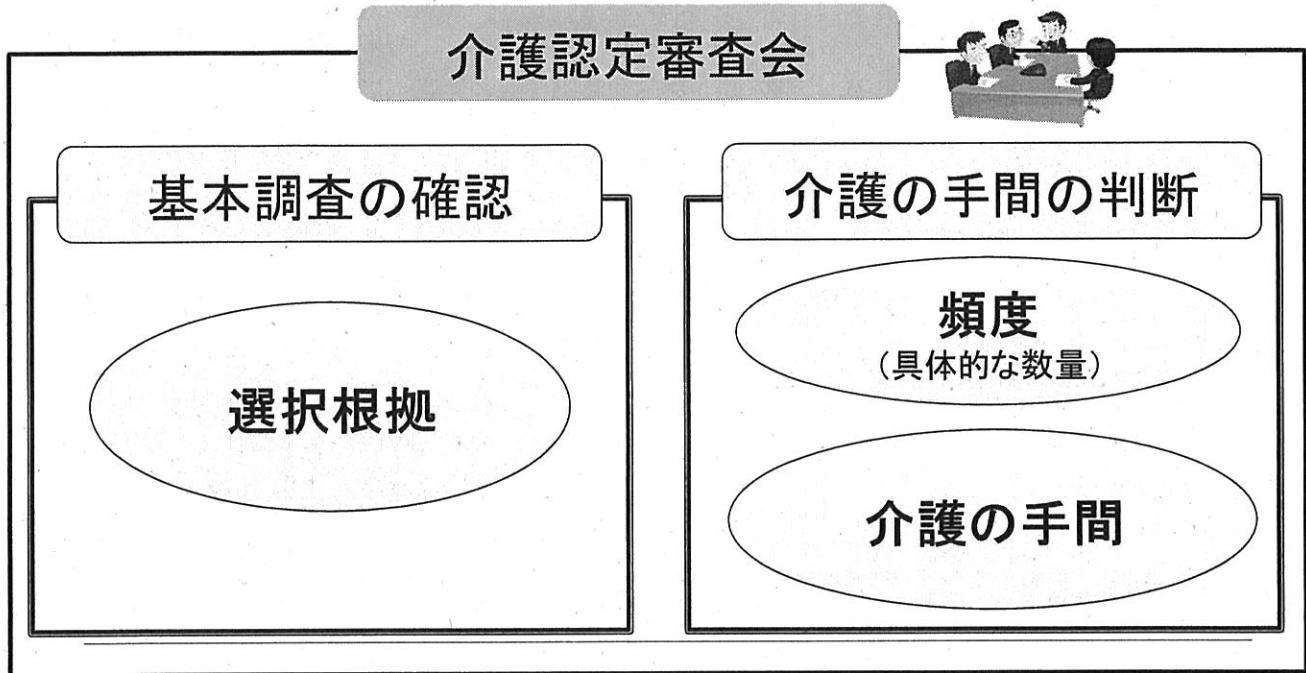 介護認定審査会
基本調査の確認
選択根拠
介護の手間の判断
頻度
(具体的な数量)
介護の手間